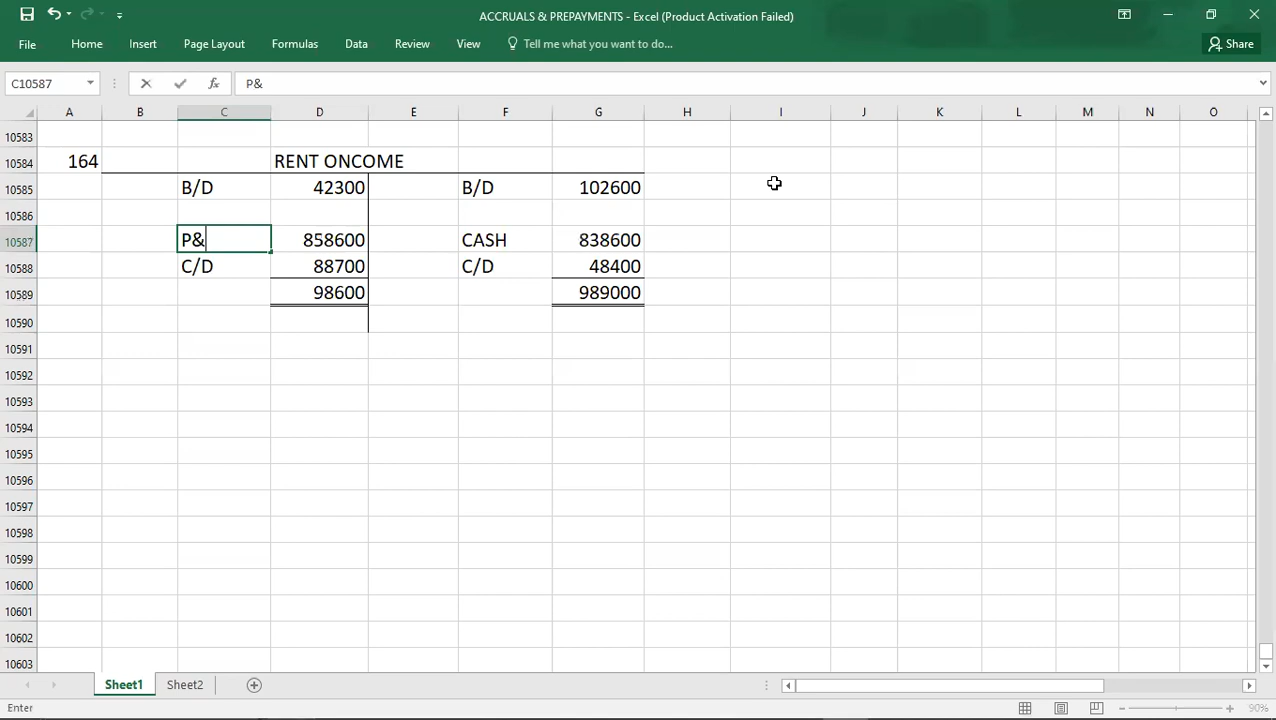 ACCRUALS & PREPAYMENTS - Excel (Product Activation Failed)
File Home Insert Page Layout Formulas Data Review View Tell me what you want to do... Share
C10587 fx P&
A B C D E F G H I J K L M N O
10583
10584 164 RENT ONCOME
10585 B/D 42300 B/D 102600
10586
10587 P& 858600 CASH 838600
10588 C/D 88700 C/D 48400
10589 98600 989000
10590
10591
10592
10593
10594
10595
10596
10597
10598
10599
10600
10601
10602
10603
Sheet1 Sheet2
Enter 90%